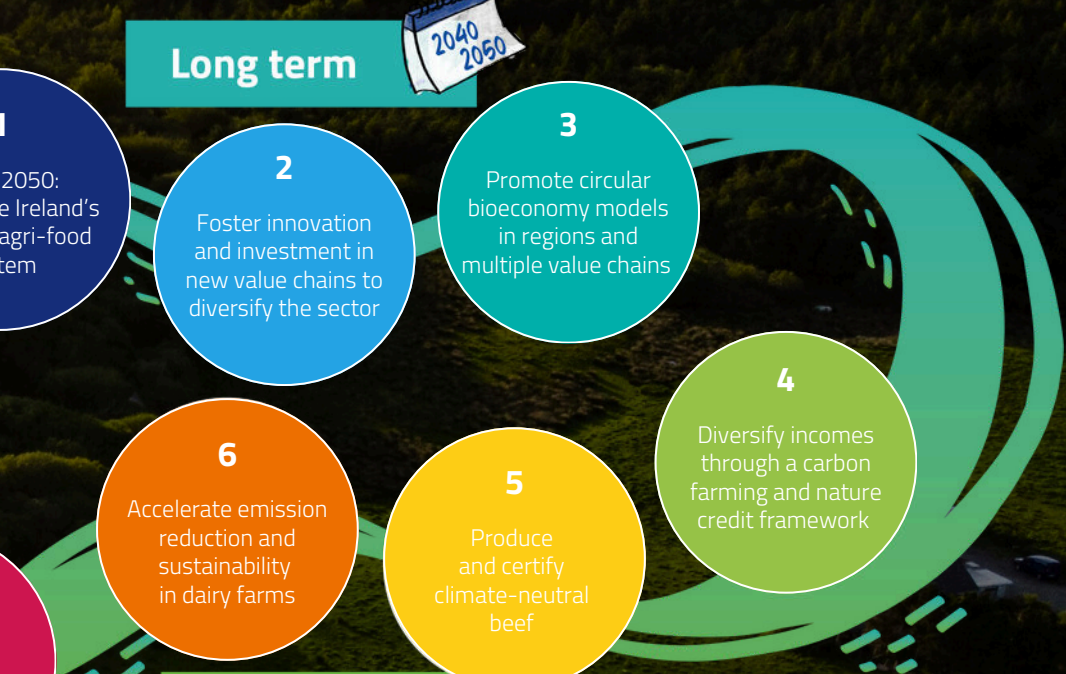 Long term
2040
2050
1
2050:
Ireland's
agri-food
2
Foster innovation
and investment in
new value chains to
diversify the sector
3
Promote circular
bioeconomy models
in regions and
multiple value chains
4
Diversify incomes
through a carbon
farming and nature
credit framework
5
Produce
and certify
climate-neutral
beef
6
Accelerate emission
reduction and
sustainability
in dairy farms